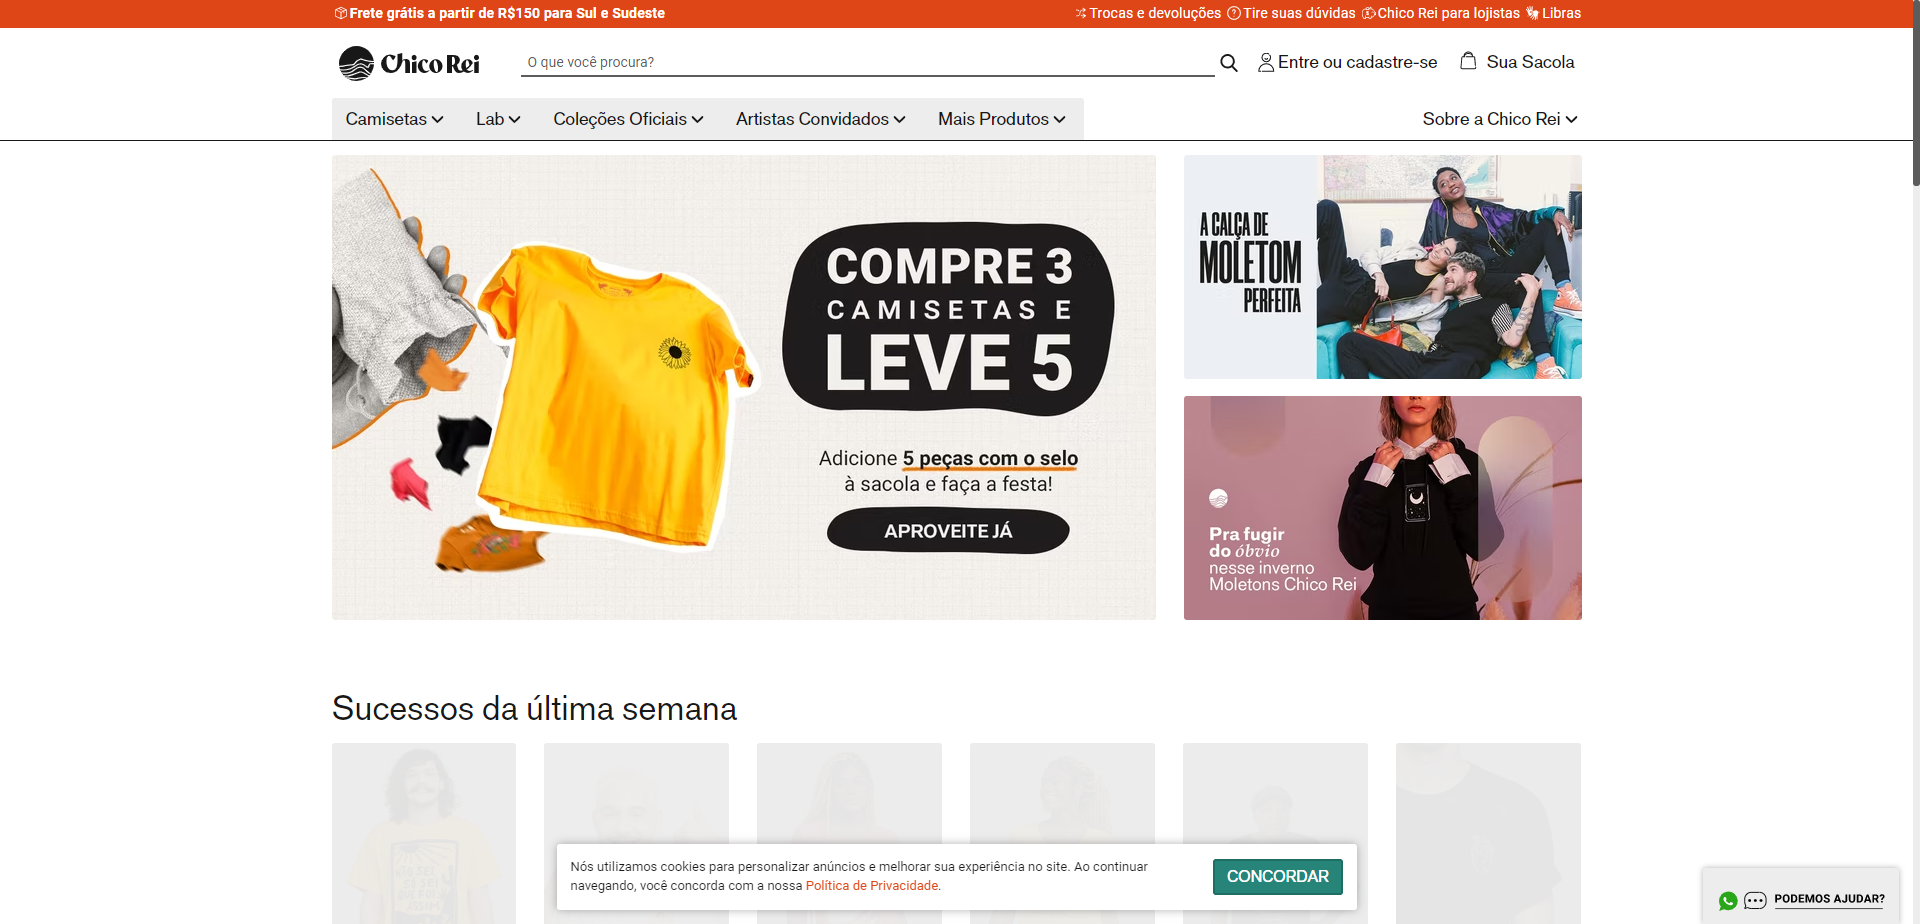 Frete grátis a partir de R$150 para Sul e Sudeste
Trocas e devoluções
Tire suas dúvidas
Chico Rei para lojistas
Libras
Chico Rei
O que você procura?
Entre ou cadastre-se
Sua Sacola
Camisetas
Lab
Coleções Oficiais
Artistas Convidados
Mais Produtos
Sobre a Chico Rei
COMPRE 3
CAMISETAS E
LEVE 5
Adicione 5 peças com o selo
à sacola e faça a festa!
APROVEITE JÁ
A CALÇA DE
MOLETOM
PERFEITA
Pra fugir
do óbvio
nesse inverno
Moletons Chico Rei
Sucessos da última semana
Nós utilizamos cookies para personalizar anúncios e melhorar sua experiência no site. Ao continuar
navegando, você concorda com a nossa Política de Privacidade.
CONCORDAR
PODEMOS AJUDAR?